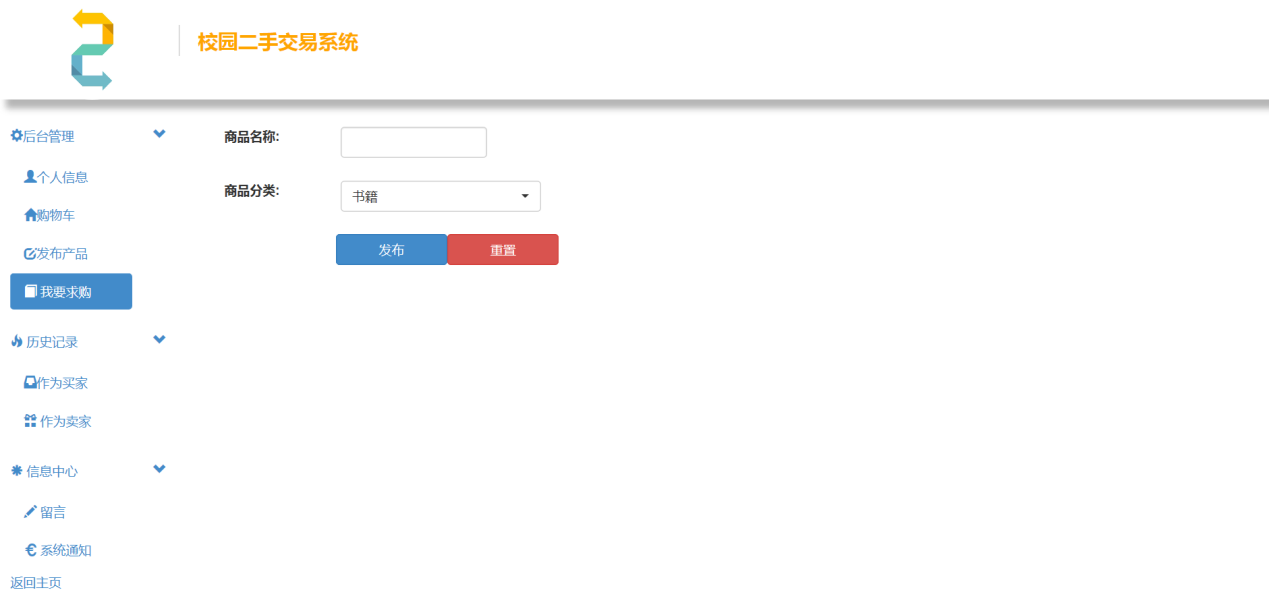 校园二手交易系统
后台管理
个人信息
购物车
发布产品
我要求购
历史记录
作为买家
作为卖家
信息中心
留言
系统通知
返回主页
商品名称:
商品分类:
书籍
发布 重置